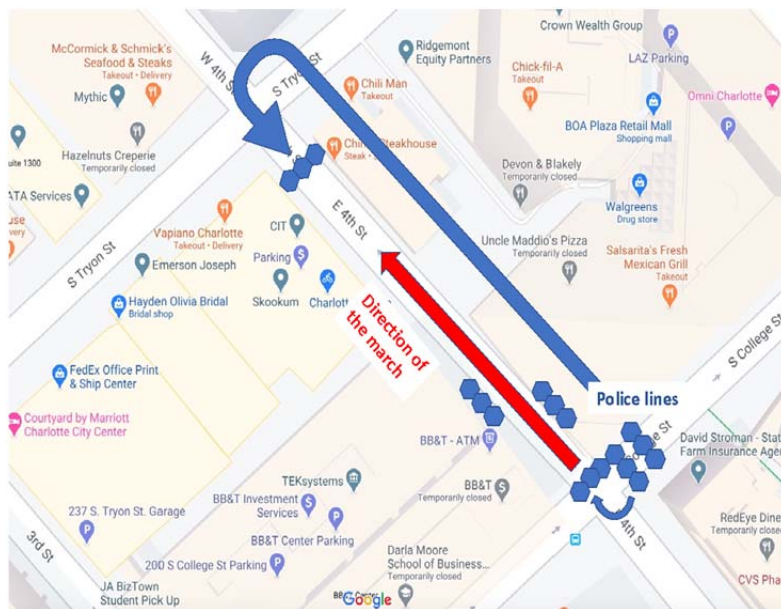 Crown Wealth Group
McCormick & Schmick's
Seafood & Steaks
Takeout • Delivery
W 4th St
S Tryon St
Ridgemont
Equity Partners
Chick-fil-A
Takeout
LAZ Parking
Mythic
Chili Man
Takeout
Omni Charlotte
BOA Plaza Retail Mall
Shopping mall
uite 1300
Hazelnuts Creperie
Temporarily closed
Steakhouse
Steak
Devon & Blakely
Temporarily closed
ATA Services
Walgreens
Drug store
E 4th St
Vapiano Charlotte
Takeout • Delivery
CIT
Uncle Maddio's Pizza
Temporarily closed
Salsarita's Fresh
Mexican Grill
Takeout
S Tryon St
Emerson Joseph
Parking
Skookum
Charlott
Hayden Olivia Bridal
Bridal shop
Direction of
the march
S College St
FedEx Office Print
& Ship Center
Police lines
Courtyard by Marriott
Charlotte City Center
BB&T - ATM
David Stroman - Stat
Farm Insurance Agen
TEKsystems
BB&T
Temporarily closed
BB&T Investment
Services
4th St
237 S. Tryon St. Garage
BB&T Center Parking
RedEye Dine
Temporarily close
3rd St
200 S College St Parking
Darla Moore
School of Business...
Temporarily closed
CVS Pha
JA BizTown
Student Pick Up
Google